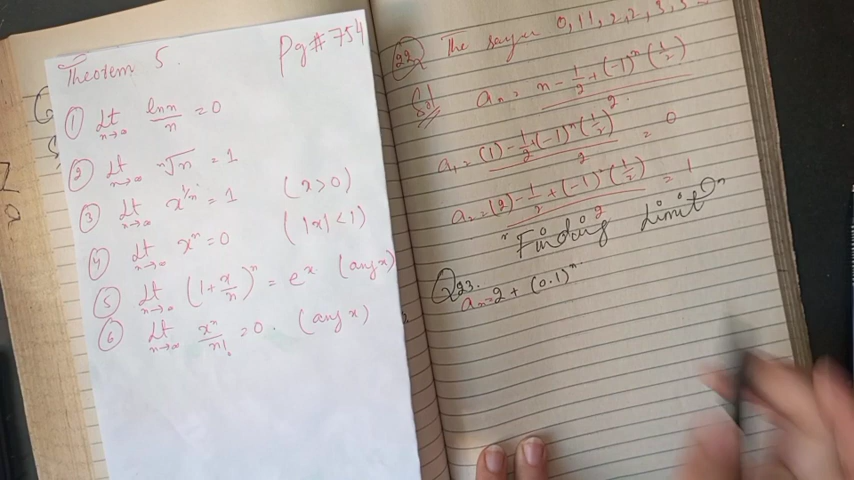 Theotem 5.
Pg# 754
① lt n→∞ ln n / n = 0
② lt n→∞ ⁿ√n = 1
③ lt n→∞ x^(1/n) = 1 (x>0)
④ lt n→∞ xⁿ = 0 (|x|<1)
⑤ lt n→∞ (1+x/n)ⁿ = eˣ. (any x)
⑥ lt n→∞ xⁿ/n! = 0. (any x)
22. The 0, 1 1, 2, 2, 3, 3
Sol
aₙ = (n - 1/2 + (-1)ⁿ (1/2)) / 2.
a₁ = ((1) - 1/2 + (-1)ⁿ (1/2)) / 2 = 0
a₂ = ((2) - 1/2 + (-1)² (1/2)) / 2 = 1
"Finding Limit"
Q23.
aₙ = 2 + (0.1)ⁿ.